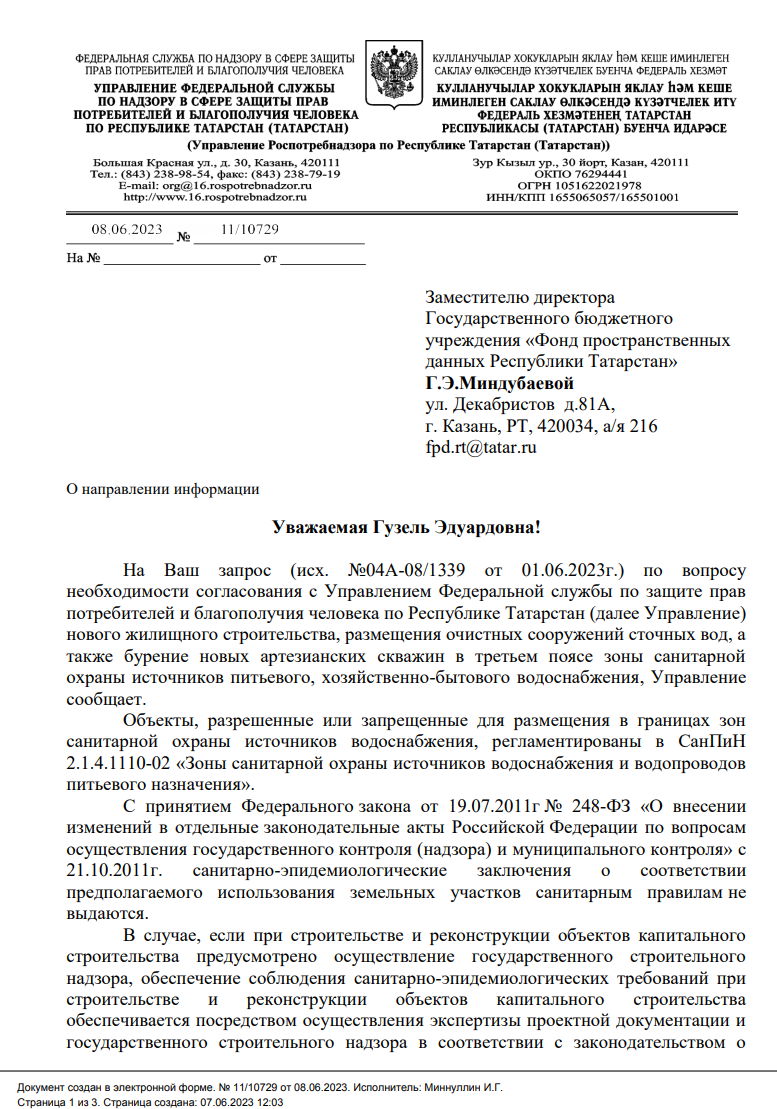 ФЕДЕРАЛЬНАЯ СЛУЖБА ПО НАДЗОРУ В СФЕРЕ ЗАЩИТЫ
ПРАВ ПОТРЕБИТЕЛЕЙ И БЛАГОПОЛУЧИЯ ЧЕЛОВЕКА
УПРАВЛЕНИЕ ФЕДЕРАЛЬНОЙ СЛУЖБЫ
ПО НАДЗОРУ В СФЕРЕ ЗАЩИТЫ ПРАВ
ПОТРЕБИТЕЛЕЙ И БЛАГОПОЛУЧИЯ ЧЕЛОВЕКА
ПО РЕСПУБЛИКЕ ТАТАРСТАН (ТАТАРСТАН)
КУЛЛАНУЧЫЛАР ХОКУКЛАРЫН ЯКЛАУ ҺӘМ КЕШЕ ИМИНЛЕГЕН
САКЛАУ ӨЛКӘСЕНДӘ КҮЗӘТЧЕЛЕК БУЕНЧА ФЕДЕРАЛЬ ХЕЗМӘТ
КУЛЛАНУЧЫЛАР ХОКУКЛАРЫН ЯКЛАУ ҺӘМ КЕШЕ
ИМИНЛЕГЕН САКЛАУ ӨЛКӘСЕНДӘ КҮЗӘТЧЕЛЕК ИТҮ
ФЕДЕРАЛЬ ХЕЗМӘТЕНЕҢ ТАТАРСТАН
РЕСПУБЛИКАСЫ (ТАТАРСТАН) БУЕНЧА ИДАРӘСЕ
(Управление Роспотребнадзора по Республике Татарстан (Татарстан))
Большая Красная ул., д. 30, Казань, 420111
Тел.: (843) 238-98-54, факс: (843) 238-79-19
E-mail: org@16.rospotrebnadzor.ru
http://www.16.rospotrebnadzor.ru
Зур Кызыл ур., 30 йорт, Казан, 420111
ОКПО 76294441
ОГРН 1051622021978
ИНН/КПП 1655065057/165501001
08.06.2023 № 11/10729
На № от
Заместителю директора
Государственного бюджетного
учреждения «Фонд пространственных
данных Республики Татарстан»
Г.Э.Миндубаевой
ул. Декабристов д.81А,
г. Казань, РТ, 420034, а/я 216
fpd.rt@tatar.ru
О направлении информации
Уважаемая Гузель Эдуардовна!
На Ваш запрос (исх. №04А-08/1339 от 01.06.2023г.) по вопросу
необходимости согласования с Управлением Федеральной службы по защите прав
потребителей и благополучия человека по Республике Татарстан (далее Управление)
нового жилищного строительства, размещения очистных сооружений сточных вод, а
также бурение новых артезианских скважин в третьем поясе зоны санитарной
охраны источников питьевого, хозяйственно-бытового водоснабжения, Управление
сообщает.
Объекты, разрешенные или запрещенные для размещения в границах зон
санитарной охраны источников водоснабжения, регламентированы в СанПиН
2.1.4.1110-02 «Зоны санитарной охраны источников водоснабжения и водопроводов
питьевого назначения».
С принятием Федерального закона от 19.07.2011г № 248-ФЗ «О внесении
изменений в отдельные законодательные акты Российской Федерации по вопросам
осуществления государственного контроля (надзора) и муниципального контроля» с
21.10.2011г. санитарно-эпидемиологические заключения о соответствии
предполагаемого использования земельных участков санитарным правилам не
выдаются.
В случае, если при строительстве и реконструкции объектов капитального
строительства предусмотрено осуществление государственного строительного
надзора, обеспечение соблюдения санитарно-эпидемиологических требований при
строительстве и реконструкции объектов капитального строительства
обеспечивается посредством осуществления экспертизы проектной документации и
государственного строительного надзора в соответствии с законодательством о
Документ создан в электронной форме. № 11/10729 от 08.06.2023. Исполнитель: Миннуллин И.Г.
Страница 1 из 3. Страница создана: 07.06.2023 12:03